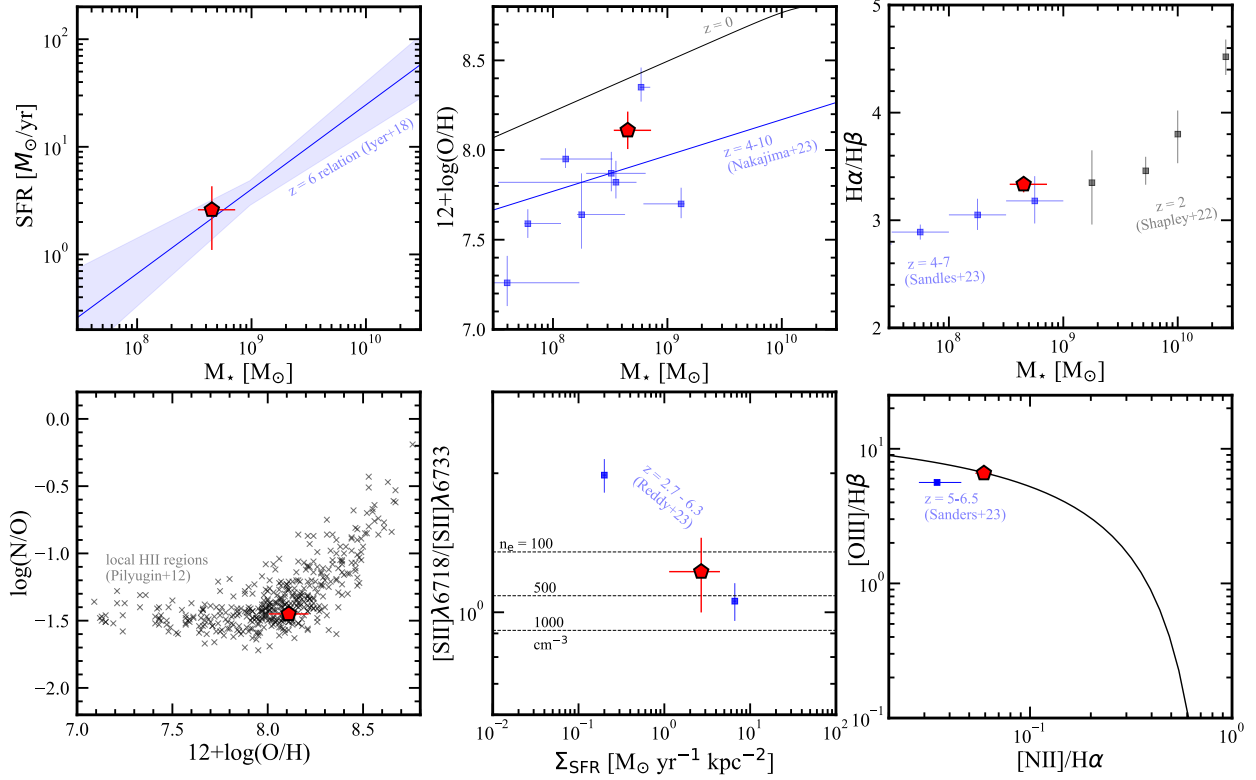 SFR [M⊙/yr]
10²
10¹
10⁰
z = 6 relation (Iyer+18)
10⁸
10⁹
10¹⁰
M⋆ [M⊙]
12+log(O/H)
8.5
8.0
7.5
7.0
z = 0
z = 4-10
(Nakajima+23)
10⁸
10⁹
10¹⁰
M⋆ [M⊙]
Hα/Hβ
5
4
3
2
z = 2
(Shapley+22)
z = 4-7
(Sandles+23)
10⁸
10⁹
10¹⁰
M⋆ [M⊙]
log(N/O)
0.0
−0.5
−1.0
−1.5
−2.0
local HII regions
(Pilyugin+12)
7.0
7.5
8.0
8.5
12+log(O/H)
[SII]λ6718/[SII]λ6733
10⁰
z = 2.7 - 6.3
(Reddy+23)
nₑ = 100
500
1000
cm⁻³
10⁻²
10⁻¹
10⁰
10¹
10²
Σ_SFR [M⊙ yr⁻¹ kpc⁻²]
[OIII]/Hβ
10¹
10⁰
10⁻¹
z = 5-6.5
(Sanders+23)
10⁻¹
10⁰
[NII]/Hα